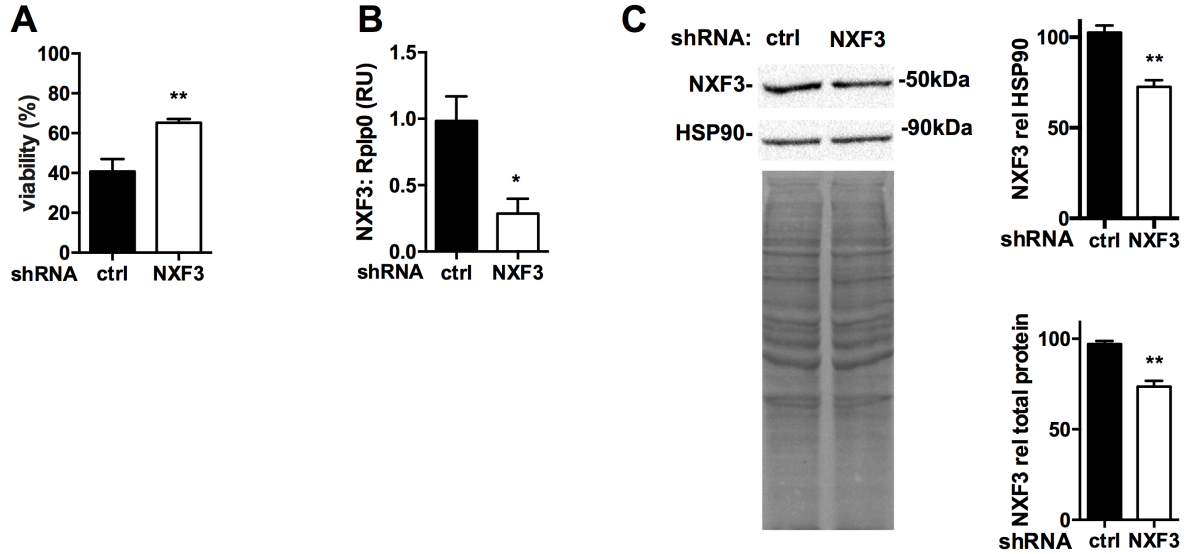 A
viability (%)
100
80
60
40
20
0
**
shRNA ctrl NXF3
B
NXF3: Rplp0 (RU)
1.5
1.0
0.5
0.0
*
shRNA ctrl NXF3
C
shRNA: ctrl NXF3
NXF3- -50kDa
HSP90- -90kDa
NXF3 rel HSP90
100
50
0
**
shRNA ctrl NXF3
NXF3 rel total protein
100
50
0
**
shRNA ctrl NXF3